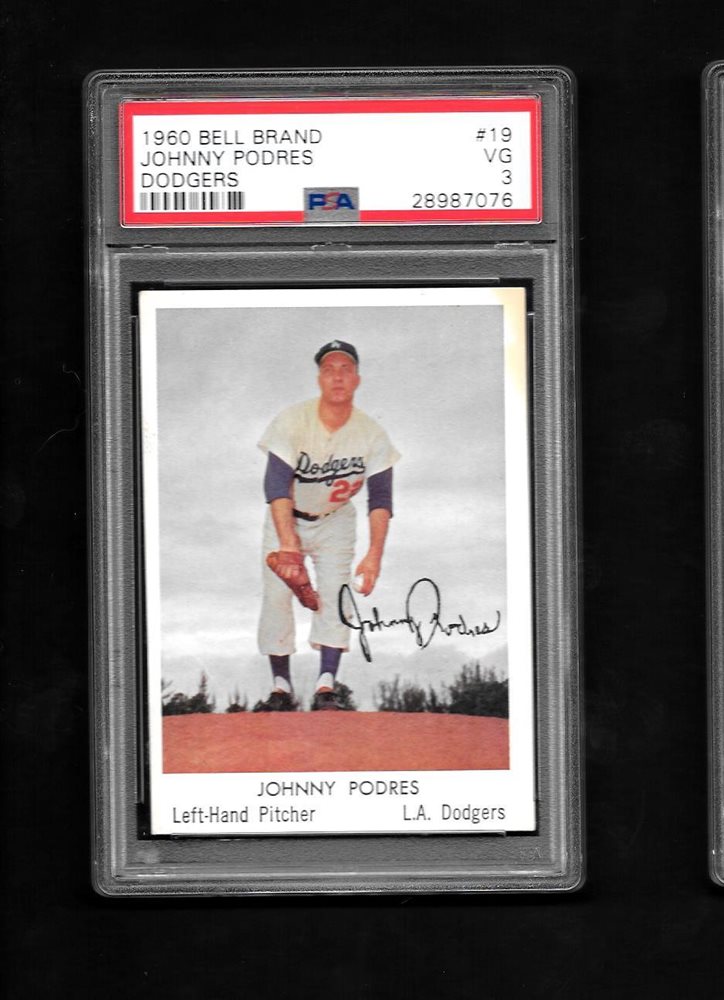 1960 BELL BRAND #19
JOHNNY PODRES VG
DODGERS 3
PSA 28987076
Dodgers
22
Johnny Podres
JOHNNY PODRES
Left-Hand Pitcher L.A. Dodgers